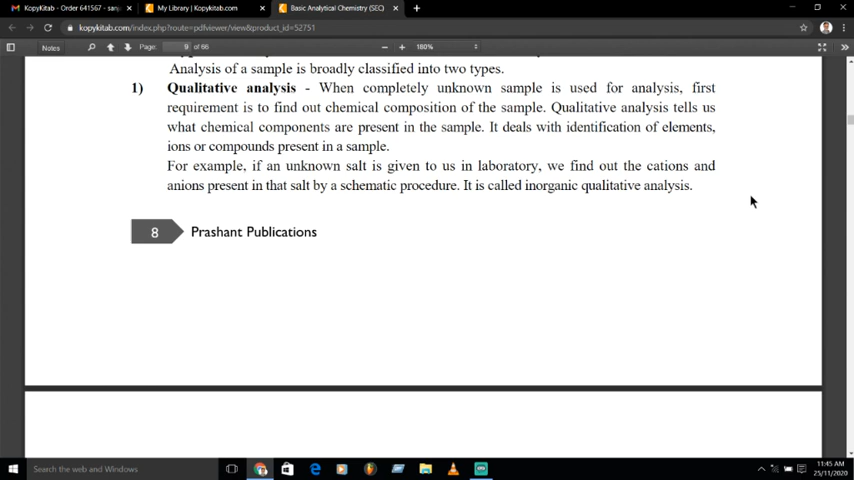 KopyKitab - Order 641567 - sanj
My Library | Kopykitab.com
Basic Analytical Chemistry (SEC)
kopykitab.com/index.php?route=pdfviewer/view&product_id=52751
Notes
Page: 9 of 66
180%
Analysis of a sample is broadly classified into two types.
1) Qualitative analysis - When completely unknown sample is used for analysis, first
requirement is to find out chemical composition of the sample. Qualitative analysis tells us
what chemical components are present in the sample. It deals with identification of elements,
ions or compounds present in a sample.
For example, if an unknown salt is given to us in laboratory, we find out the cations and
anions present in that salt by a schematic procedure. It is called inorganic qualitative analysis.
8 Prashant Publications
Search the web and Windows
11:45 AM
25/11/2020